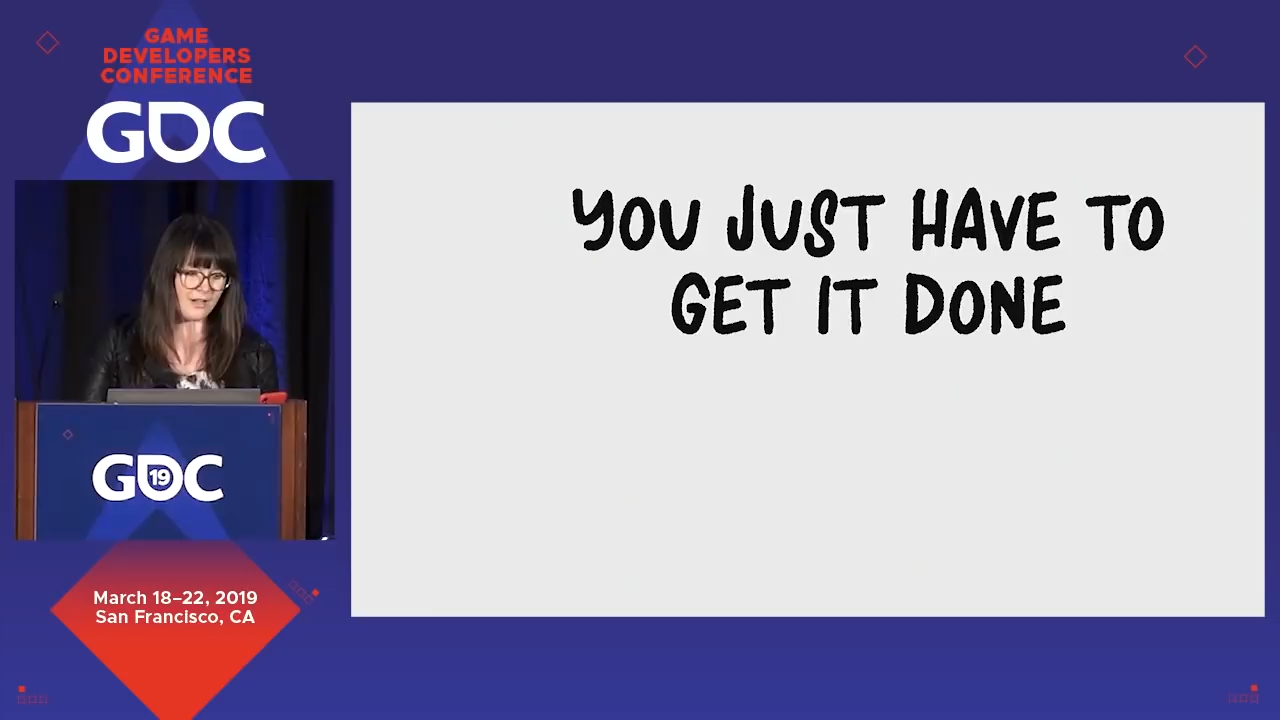 GAME
DEVELOPERS
CONFERENCE
GDC
YOU JUST HAVE TO
GET IT DONE
GDC
19
March 18–22, 2019
San Francisco, CA